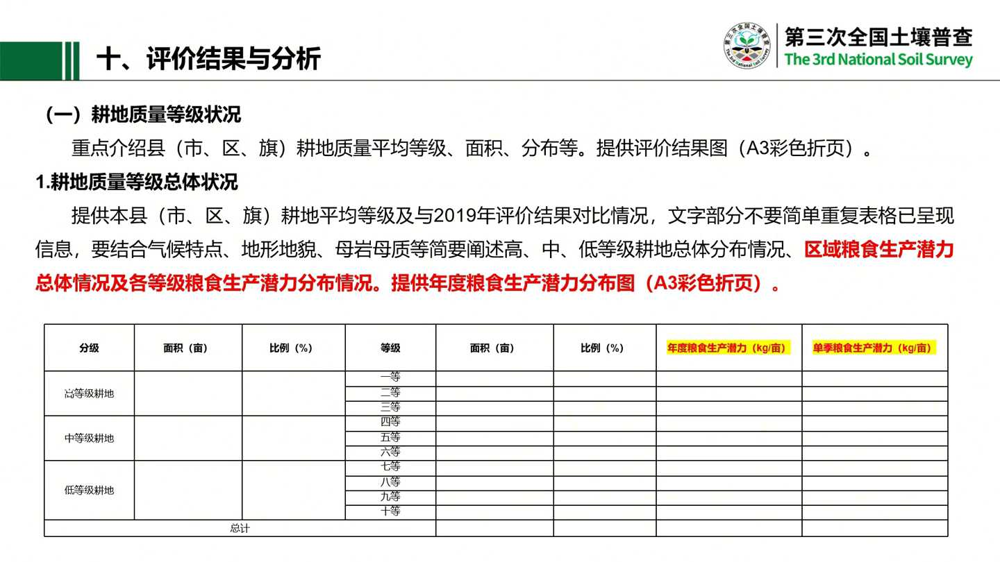 十、评价结果与分析
第三次全国土壤普查
The 3rd National Soil Survey
第三次全国土壤普查
The 3rd National Soil Survey
（一）耕地质量等级状况
重点介绍县（市、区、旗）耕地质量平均等级、面积、分布等。提供评价结果图（A3彩色折页）。
1.耕地质量等级总体状况
提供本县（市、区、旗）耕地平均等级及与2019年评价结果对比情况，文字部分不要简单重复表格已呈现
信息，要结合气候特点、地形地貌、母岩母质等简要阐述高、中、低等级耕地总体分布情况、区域粮食生产潜力
总体情况及各等级粮食生产潜力分布情况。提供年度粮食生产潜力分布图（A3彩色折页）。
分级 面积（亩） 比例（%） 等级 面积（亩） 比例（%） 年度粮食生产潜力（kg/亩） 单季粮食生产潜力（kg/亩）
高等级耕地
一等
二等
三等
中等级耕地
四等
五等
六等
低等级耕地
七等
八等
九等
十等
总计